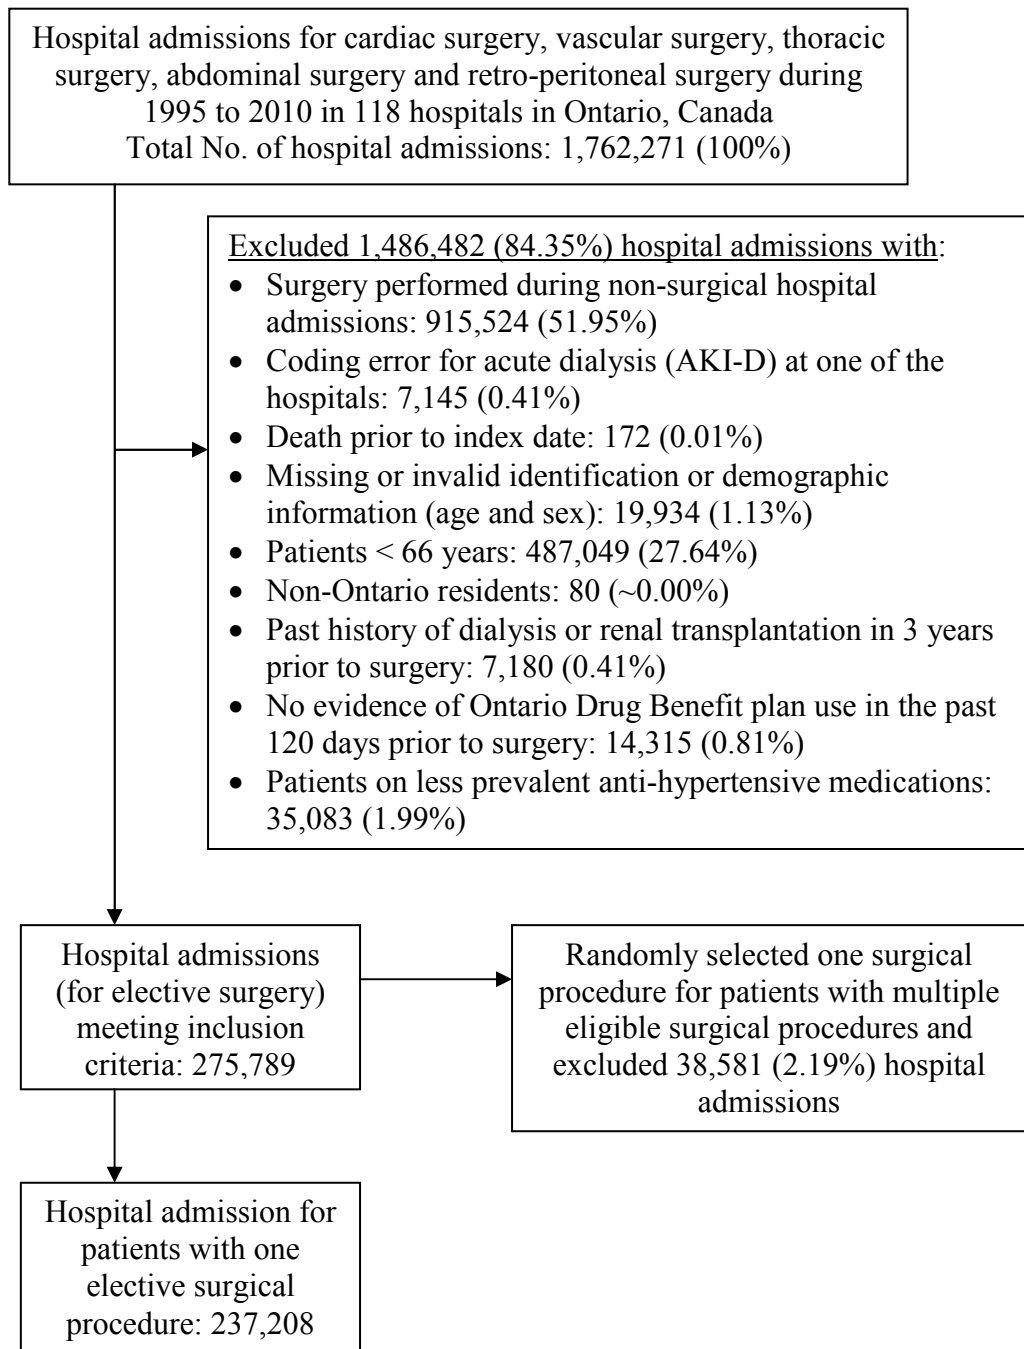 Hospital admissions for cardiac surgery, vascular surgery, thoracic
surgery, abdominal surgery and retro-peritoneal surgery during
1995 to 2010 in 118 hospitals in Ontario, Canada
Total No. of hospital admissions: 1,762,271 (100%)
Excluded 1,486,482 (84.35%) hospital admissions with:
• Surgery performed during non-surgical hospital
admissions: 915,524 (51.95%)
• Coding error for acute dialysis (AKI-D) at one of the
hospitals: 7,145 (0.41%)
• Death prior to index date: 172 (0.01%)
• Missing or invalid identification or demographic
information (age and sex): 19,934 (1.13%)
• Patients < 66 years: 487,049 (27.64%)
• Non-Ontario residents: 80 (~0.00%)
• Past history of dialysis or renal transplantation in 3 years
prior to surgery: 7,180 (0.41%)
• No evidence of Ontario Drug Benefit plan use in the past
120 days prior to surgery: 14,315 (0.81%)
• Patients on less prevalent anti-hypertensive medications:
35,083 (1.99%)
Hospital admissions
(for elective surgery)
meeting inclusion
criteria: 275,789
Randomly selected one surgical
procedure for patients with multiple
eligible surgical procedures and
excluded 38,581 (2.19%) hospital
admissions
Hospital admission for
patients with one
elective surgical
procedure: 237,208